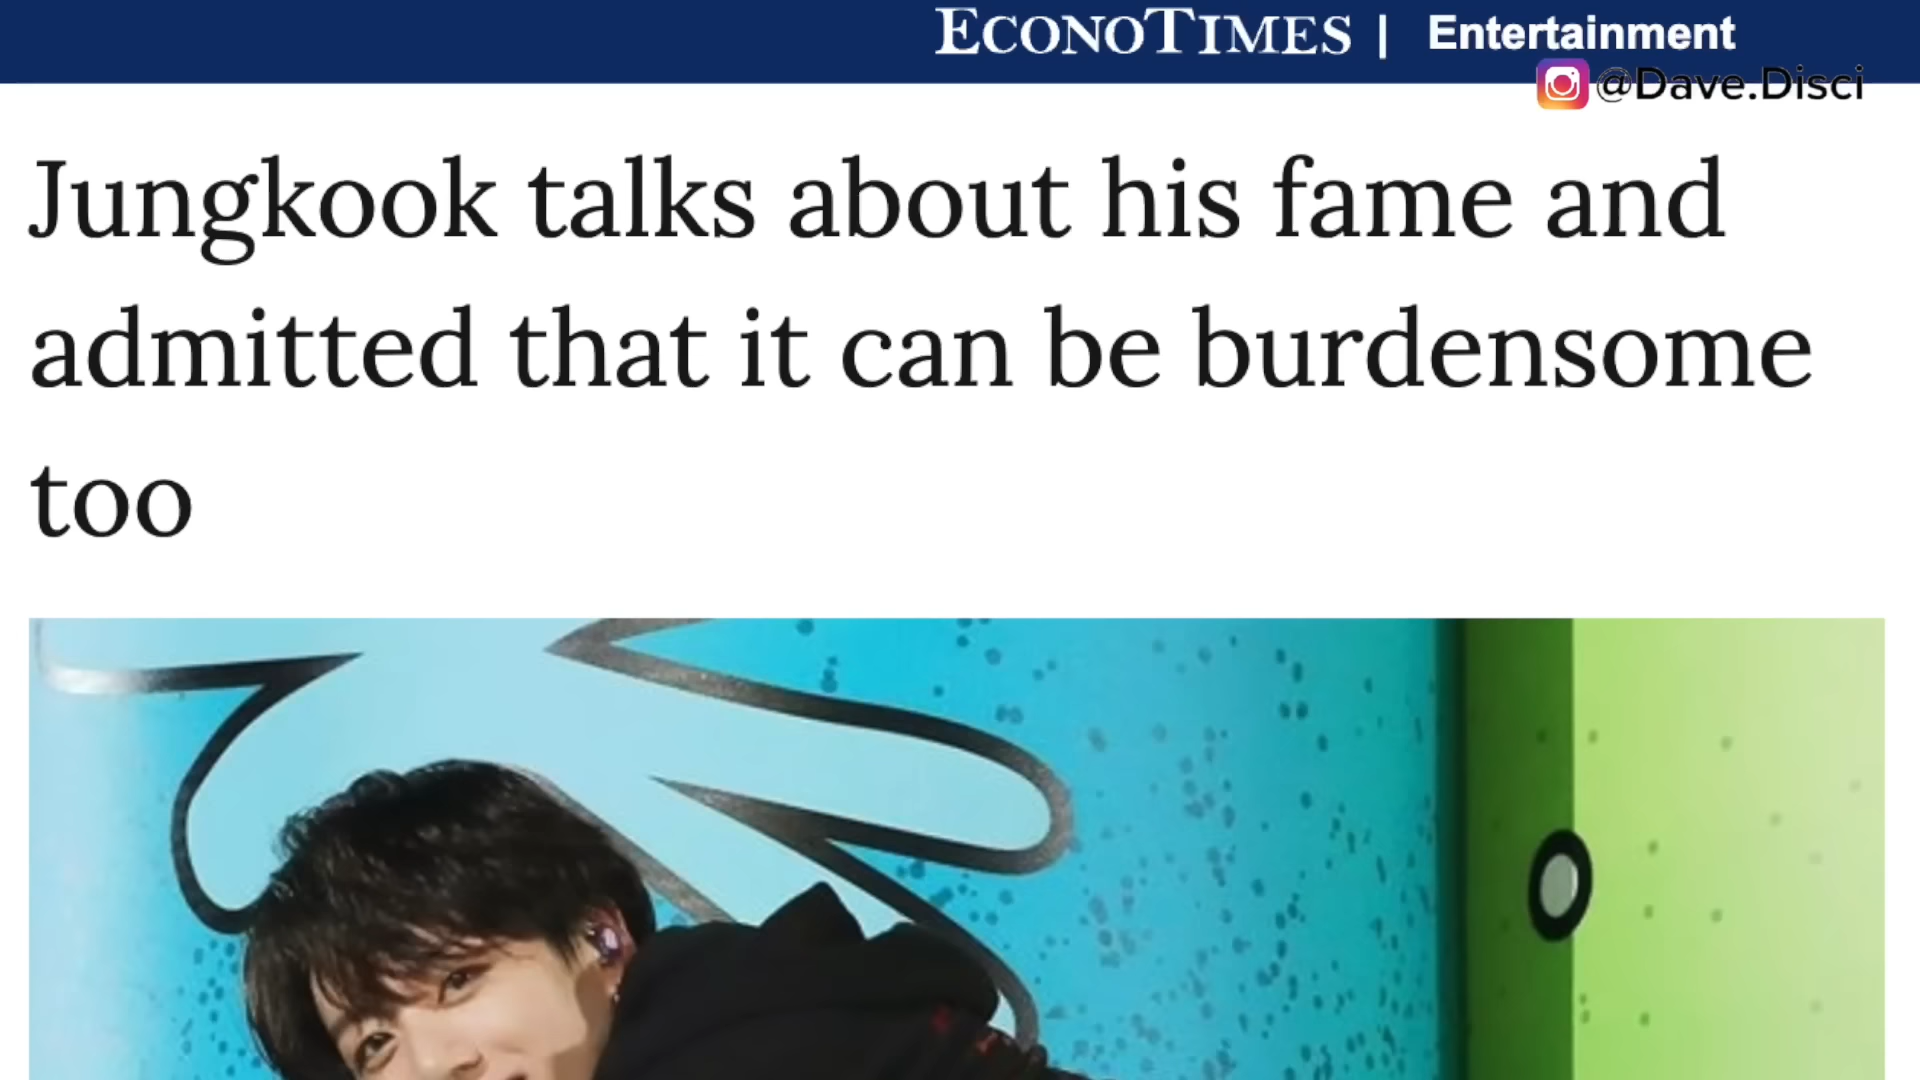 ECONOTIMES | Entertainment
@Dave.Disci
Jungkook talks about his fame and
admitted that it can be burdensome
too